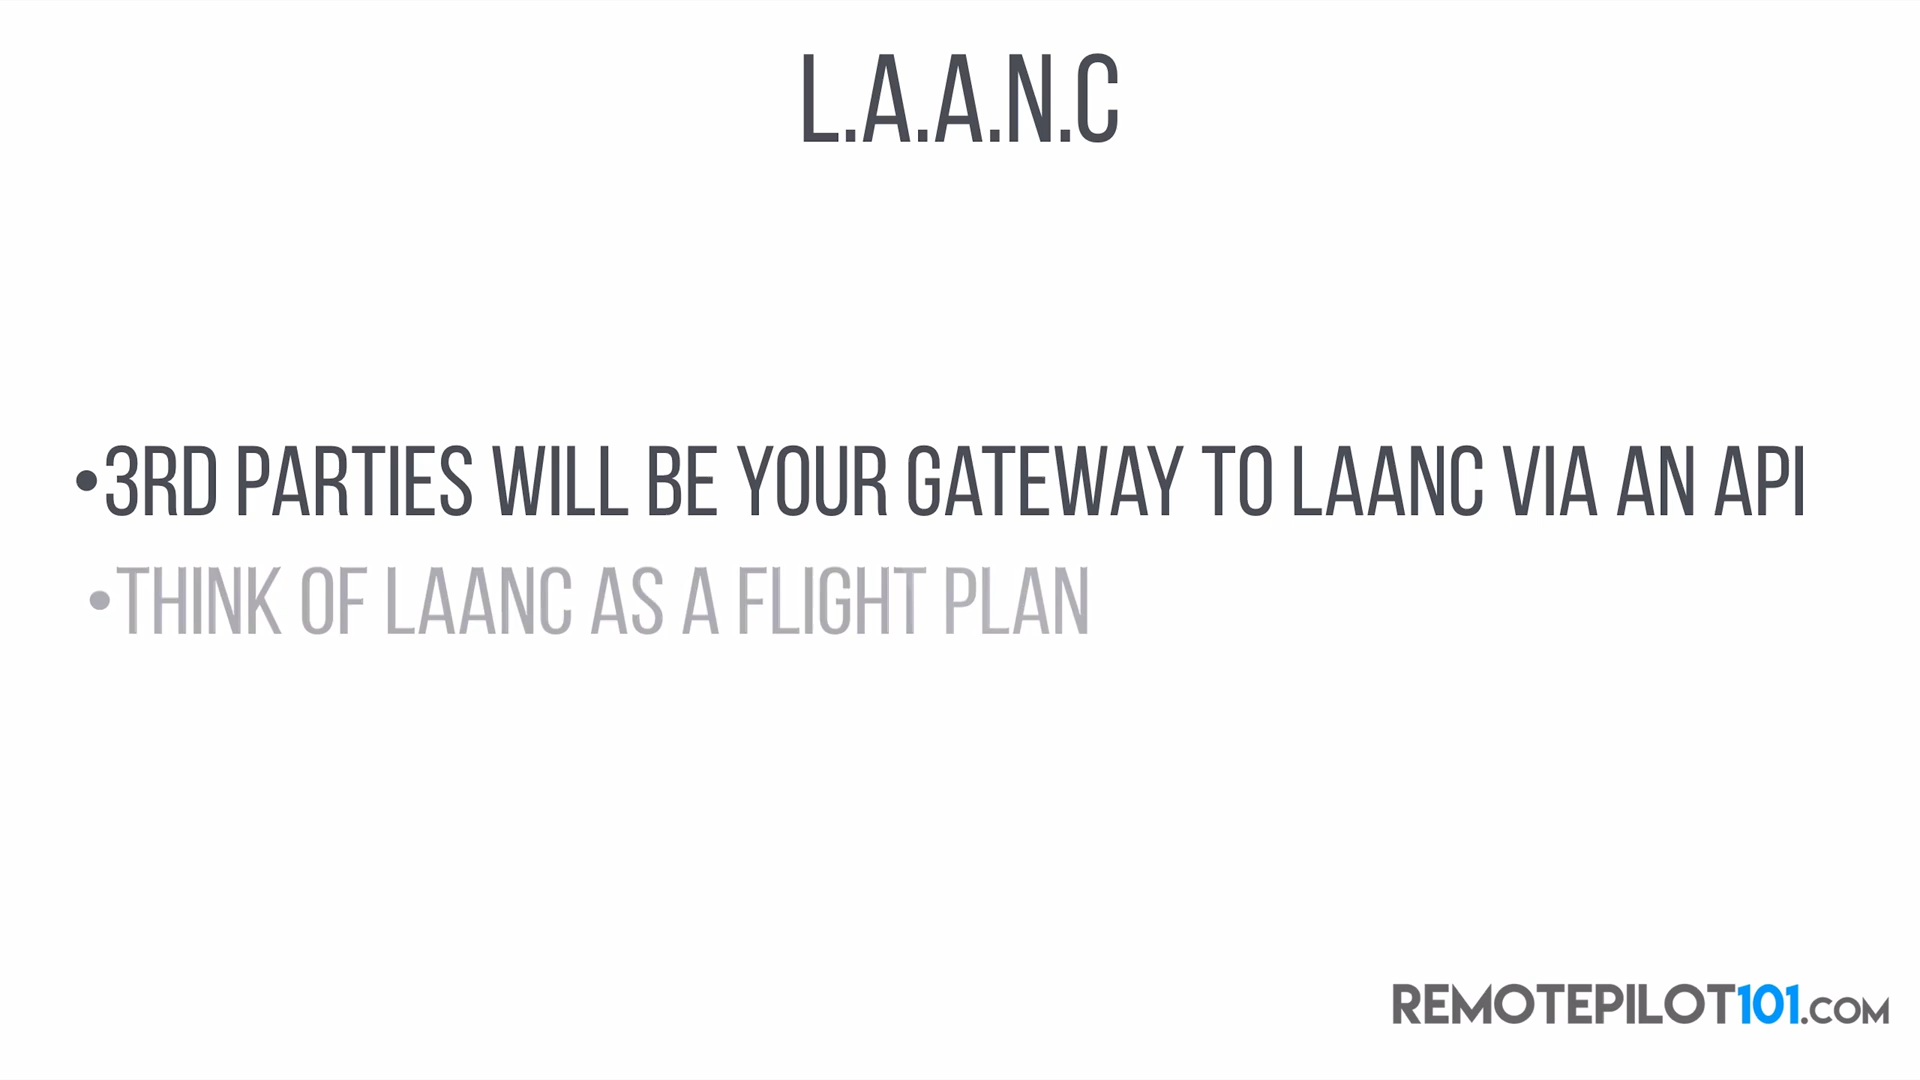 L.A.A.N.C
•3RD PARTIES WILL BE YOUR GATEWAY TO LAANC VIA AN API
•THINK OF LAANC AS A FLIGHT PLAN
REMOTEPILOT101.COM